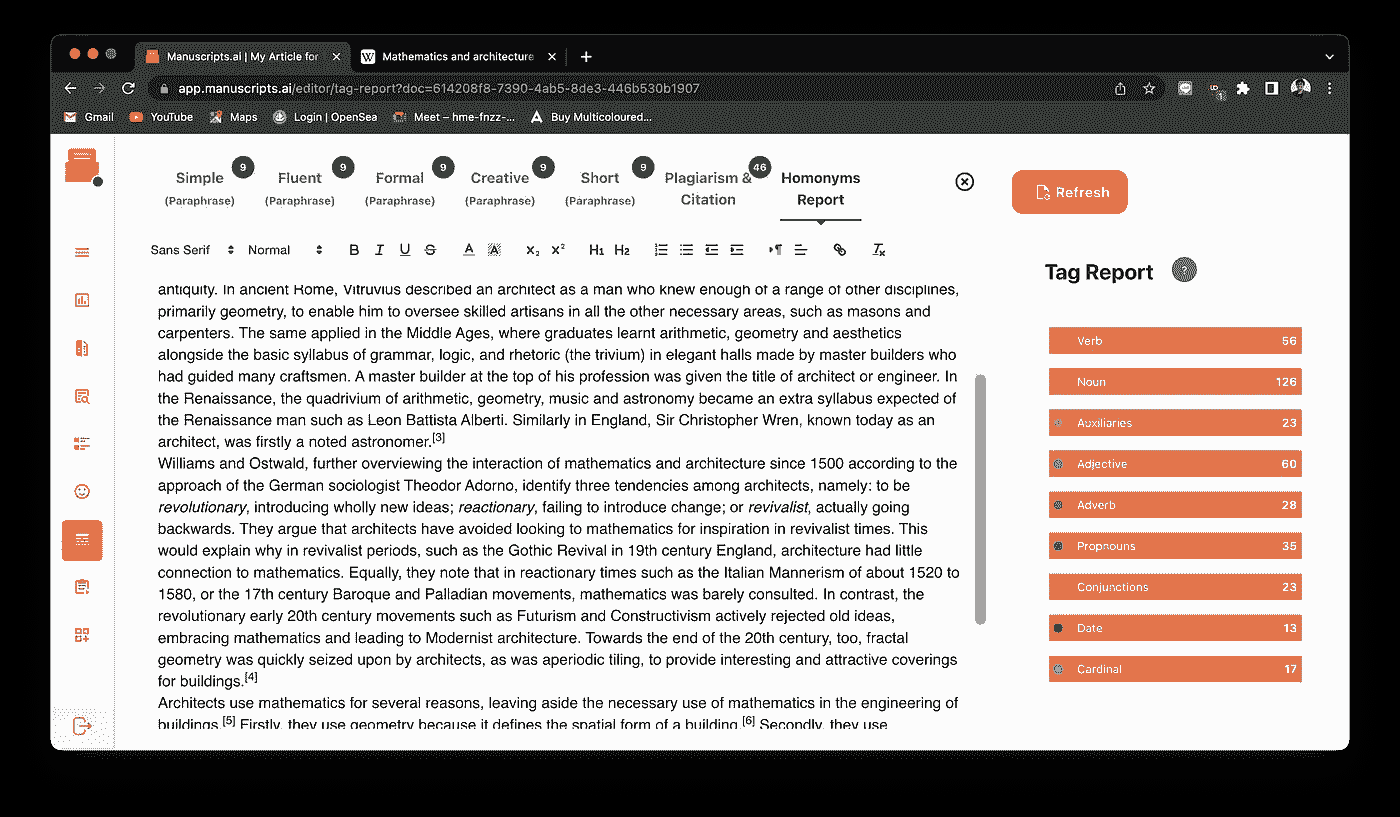 Manuscripts.ai | My Article for
Mathematics and architecture
app.manuscripts.ai/editor/tag-report?doc=614208f8-7390-4ab5-8de3-446b530b1907
Gmail YouTube Maps Login | OpenSea Meet – hme-fnzz-... Buy Multicoloured...
Simple 9 Fluent 9 Formal 9 Creative 9 Short 9 Plagiarism & 46 Homonyms
(Paraphrase) (Paraphrase) (Paraphrase) (Paraphrase) (Paraphrase) Citation Report
Refresh
Sans Serif Normal B I U S A A X₂ X² H₁ H₂
Tag Report ?
antiquity. In ancient Rome, Vitruvius described an architect as a man who knew enough of a range of other disciplines,
primarily geometry, to enable him to oversee skilled artisans in all the other necessary areas, such as masons and
carpenters. The same applied in the Middle Ages, where graduates learnt arithmetic, geometry and aesthetics
alongside the basic syllabus of grammar, logic, and rhetoric (the trivium) in elegant halls made by master builders who
had guided many craftsmen. A master builder at the top of his profession was given the title of architect or engineer. In
the Renaissance, the quadrivium of arithmetic, geometry, music and astronomy became an extra syllabus expected of
the Renaissance man such as Leon Battista Alberti. Similarly in England, Sir Christopher Wren, known today as an
architect, was firstly a noted astronomer.[3]
Williams and Ostwald, further overviewing the interaction of mathematics and architecture since 1500 according to the
approach of the German sociologist Theodor Adorno, identify three tendencies among architects, namely: to be
revolutionary, introducing wholly new ideas; reactionary, failing to introduce change; or revivalist, actually going
backwards. They argue that architects have avoided looking to mathematics for inspiration in revivalist times. This
would explain why in revivalist periods, such as the Gothic Revival in 19th century England, architecture had little
connection to mathematics. Equally, they note that in reactionary times such as the Italian Mannerism of about 1520 to
1580, or the 17th century Baroque and Palladian movements, mathematics was barely consulted. In contrast, the
revolutionary early 20th century movements such as Futurism and Constructivism actively rejected old ideas,
embracing mathematics and leading to Modernist architecture. Towards the end of the 20th century, too, fractal
geometry was quickly seized upon by architects, as was aperiodic tiling, to provide interesting and attractive coverings
for buildings.[4]
Architects use mathematics for several reasons, leaving aside the necessary use of mathematics in the engineering of
buildings.[5] Firstly, they use geometry because it defines the spatial form of a building.[6] Secondly, they use
Verb 56
Noun 126
Auxiliaries 23
Adjective 60
Adverb 28
Propnouns 35
Conjunctions 23
Date 13
Cardinal 17